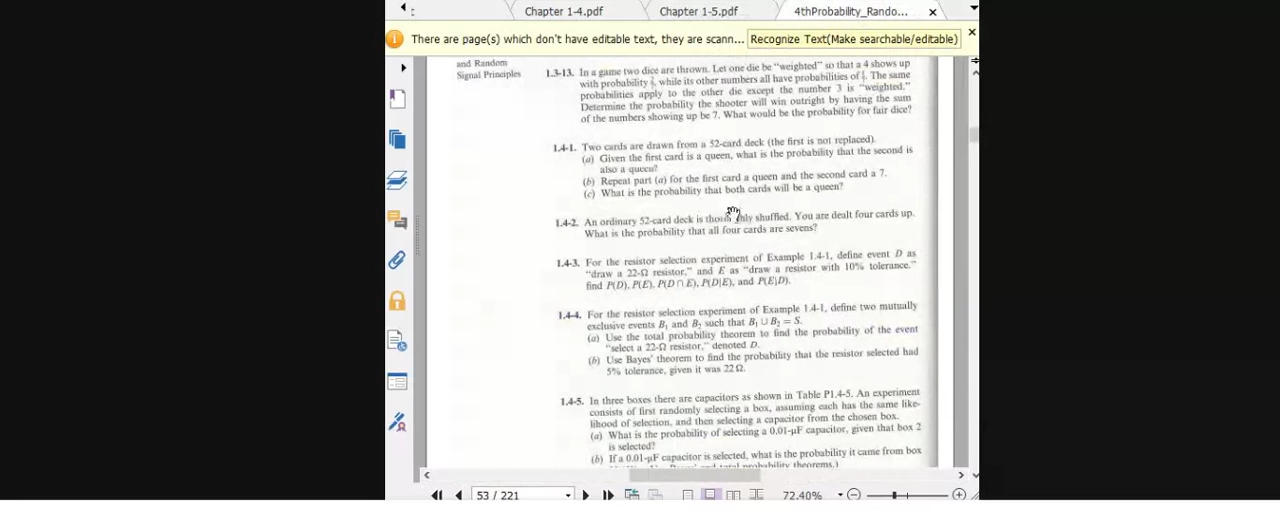 Chapter 1-4.pdf
Chapter 1-5.pdf
4thProbability_Rando...
There are page(s) which don't have editable text, they are scann...
Recognize Text(Make searchable/editable)
and Random
Signal Principles
1.3-13. In a game two dice are thrown. Let one die be "weighted" so that a 4 shows up
with probability , while its other numbers all have probabilities of . The same
probabilities apply to the other die except the number 3 is "weighted."
Determine the probability the shooter will win outright by having the sum
of the numbers showing up be 7. What would be the probability for fair dice?
1.4-1. Two cards are drawn from a 52-card deck (the first is not replaced).
(a) Given the first card is a queen, what is the probability that the second is
also a queen?
(b) Repeat part (a) for the first card a queen and the second card a 7.
(c) What is the probability that both cards will be a queen?
1.4-2. An ordinary 52-card deck is shuffled. You are dealt four cards up.
What is the probability that all four cards are sevens?
1.4-3. For the resistor selection experiment of Example 1.4-1, define event D as
"draw a 22-Ω resistor," and E as "draw a resistor with 10% tolerance."
find P(D), P(E), P(D ∩ E), P(D|E), and P(E|D).
1.4-4. For the resistor selection experiment of Example 1.4-1, define two mutually
exclusive events B₁ and B₂ such that B₁ ∪ B₂ = S.
(a) Use the total probability theorem to find the probability of the event
"select a 22-Ω resistor," denoted D.
(b) Use Bayes' theorem to find the probability that the resistor selected had
5% tolerance, given it was 22 Ω.
1.4-5. In three boxes there are capacitors as shown in Table P1.4-5. An experiment
consists of first randomly selecting a box, assuming each has the same like-
lihood of selection, and then selecting a capacitor from the chosen box.
(a) What is the probability of selecting a 0.01-μF capacitor, given that box 2
is selected?
(b) If a 0.01-μF capacitor is selected, what is the probability it came from box
53 / 221
72.40%